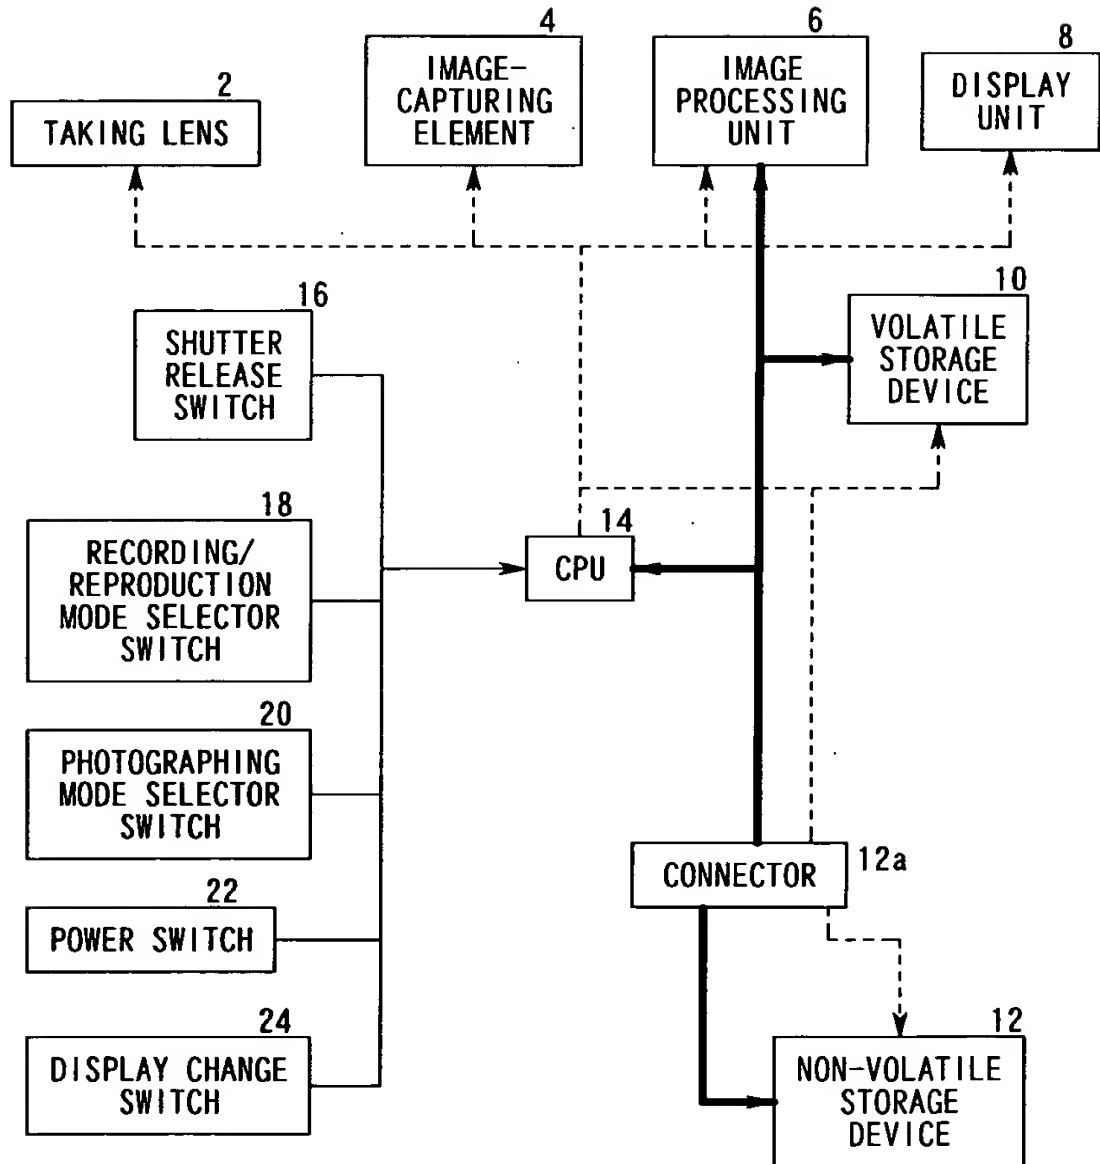 2
TAKING LENS
4
IMAGE-
CAPTURING
ELEMENT
6
IMAGE
PROCESSING
UNIT
8
DISPLAY
UNIT
10
VOLATILE
STORAGE
DEVICE
16
SHUTTER
RELEASE
SWITCH
18
RECORDING/
REPRODUCTION
MODE SELECTOR
SWITCH
14
CPU
20
PHOTOGRAPHING
MODE SELECTOR
SWITCH
12a
CONNECTOR
22
POWER SWITCH
24
DISPLAY CHANGE
SWITCH
12
NON-VOLATILE
STORAGE
DEVICE